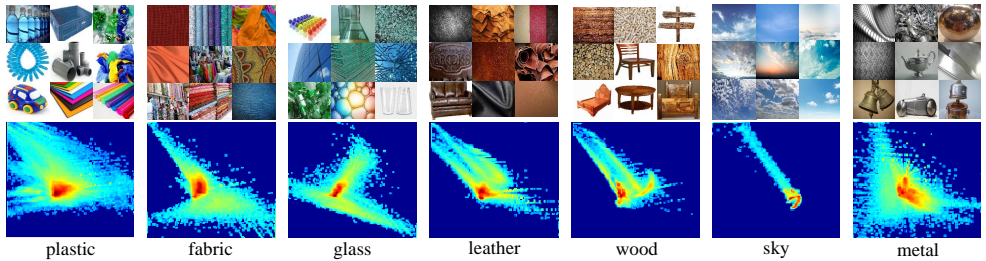 plastic
fabric
glass
leather
wood
sky
metal